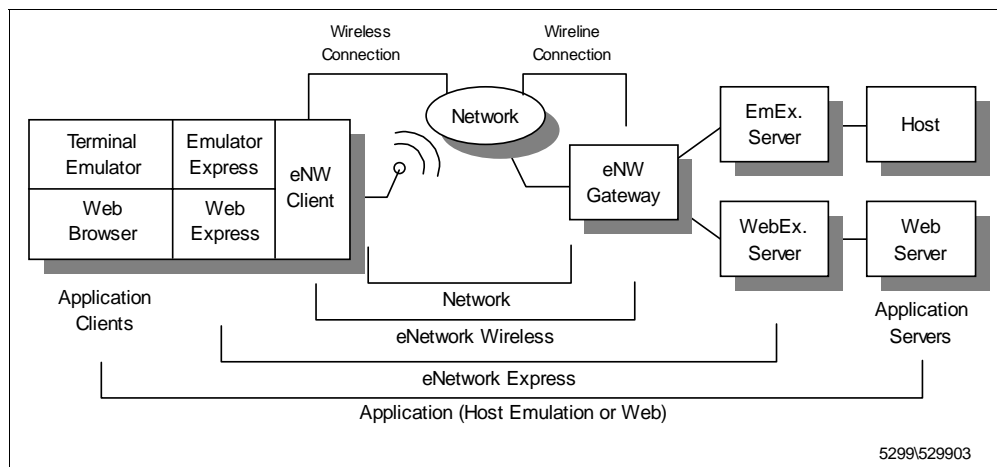 Wireless
Connection
Wireline
Connection
Network
Terminal
Emulator
Emulator
Express
Web
Browser
Web
Express
eNW
Client
eNW
Gateway
EmEx.
Server
Host
WebEx.
Server
Web
Server
Application
Clients
Application
Servers
Network
eNetwork Wireless
eNetwork Express
Application (Host Emulation or Web)
5299\529903